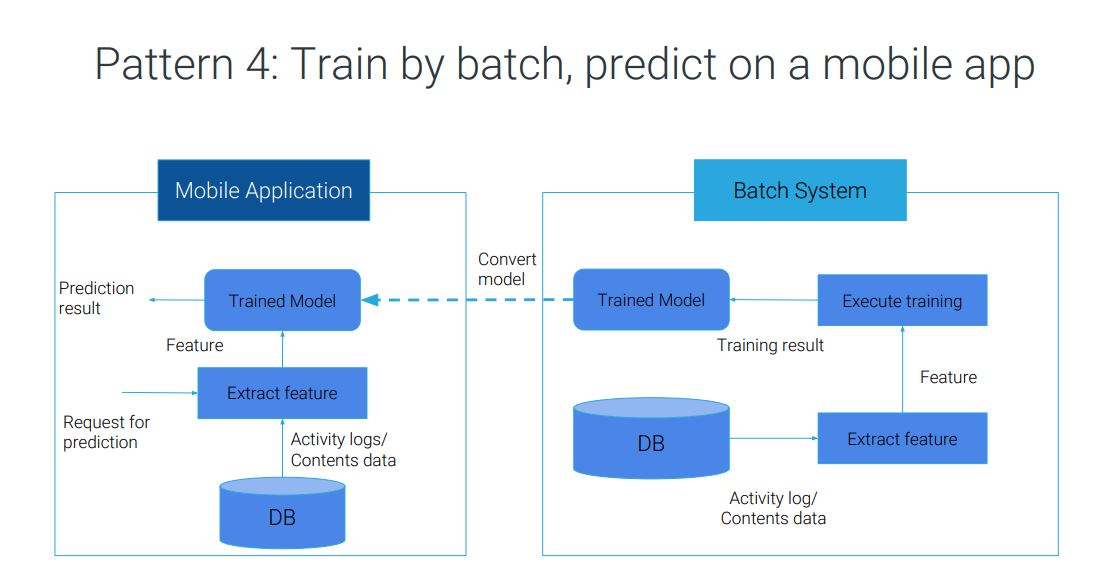 Pattern 4: Train by batch, predict on a mobile app
Mobile Application
Batch System
Convert
model
Prediction
result
Trained Model
Trained Model
Execute training
Feature
Training result
Extract feature
Feature
Request for
prediction
Activity logs/
Contents data
DB
DB
Extract feature
Activity log/
Contents data